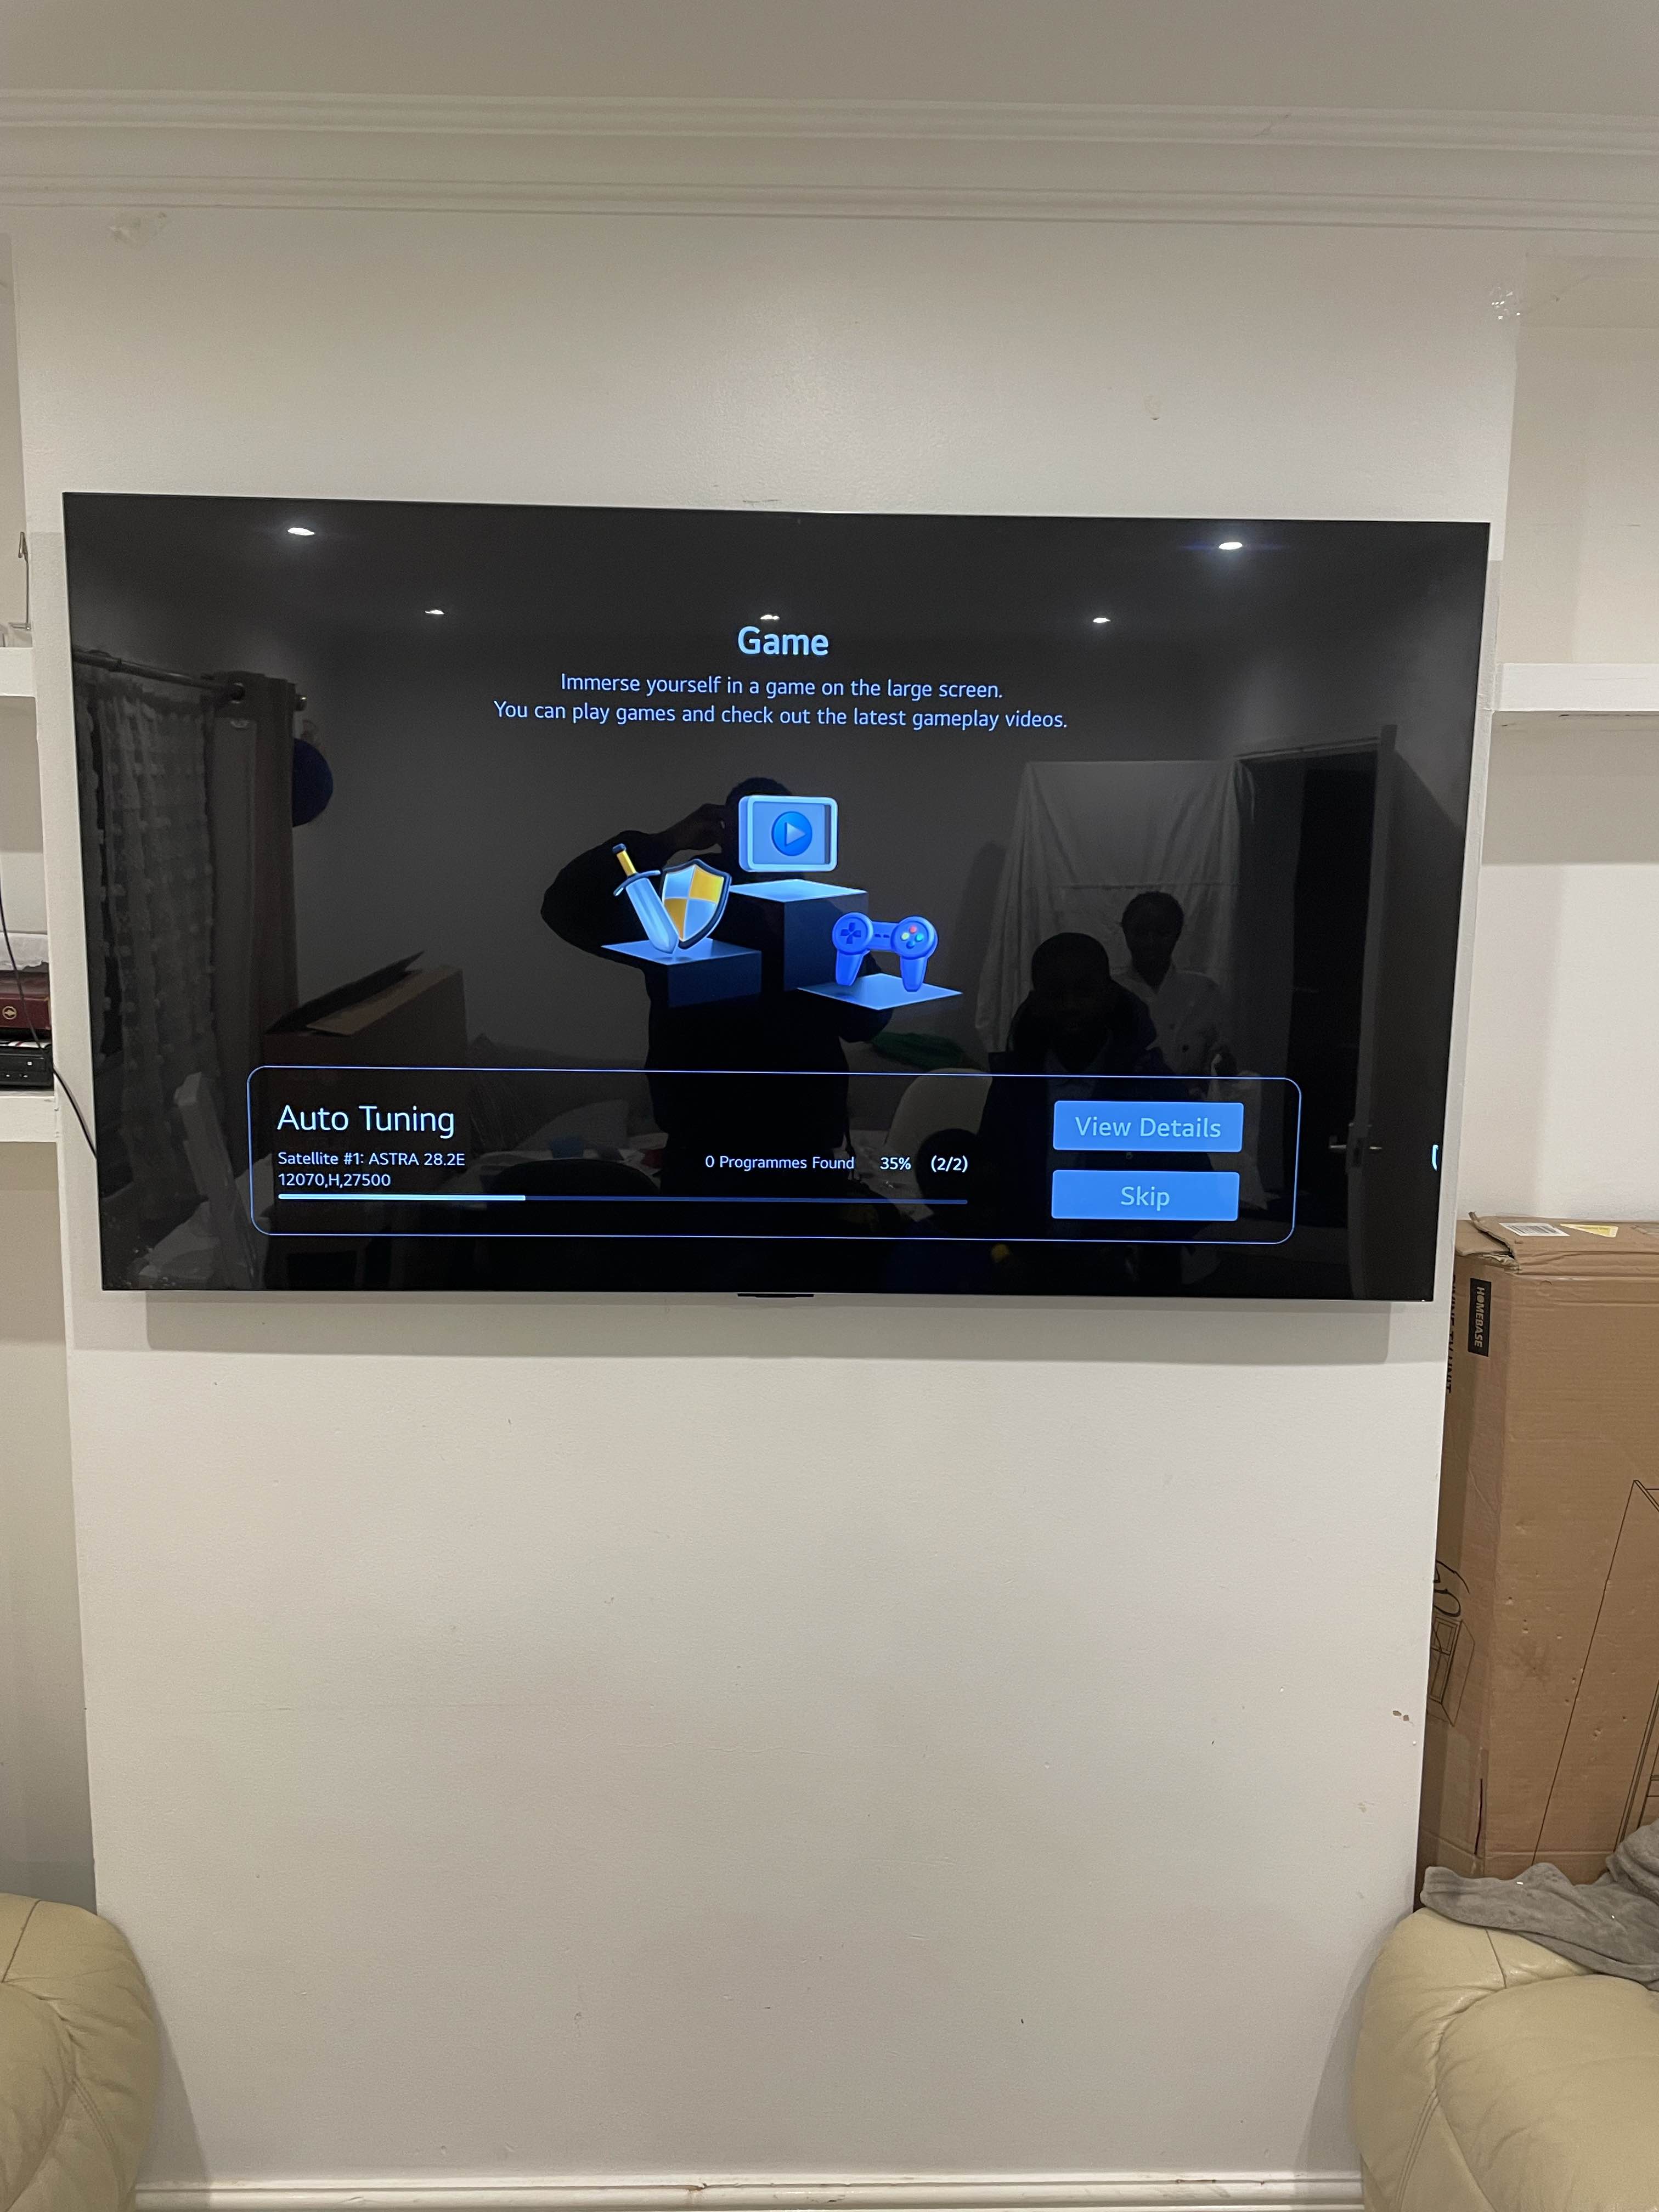 Game
Immerse yourself in a game on the large screen.
You can play games and check out the latest gameplay videos.
Auto Tuning
Satellite #1: ASTRA 28.2E
12070,H,27500
0 Programmes Found 35% (2/2)
View Details
Skip
HOMEBASE